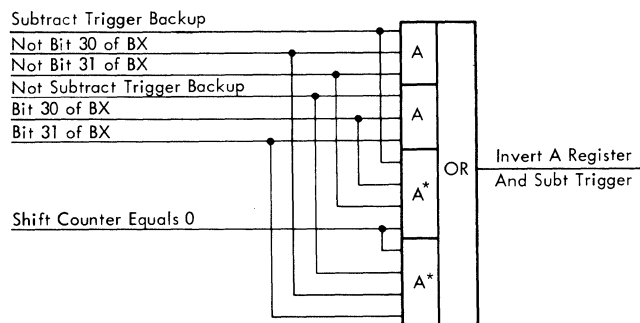 Subtract Trigger Backup
Not Bit 30 of BX
Not Bit 31 of BX
Not Subtract Trigger Backup
Bit 30 of BX
Bit 31 of BX
Shift Counter Equals 0
A
A
A*
A*
OR
Invert A Register
And Subt Trigger